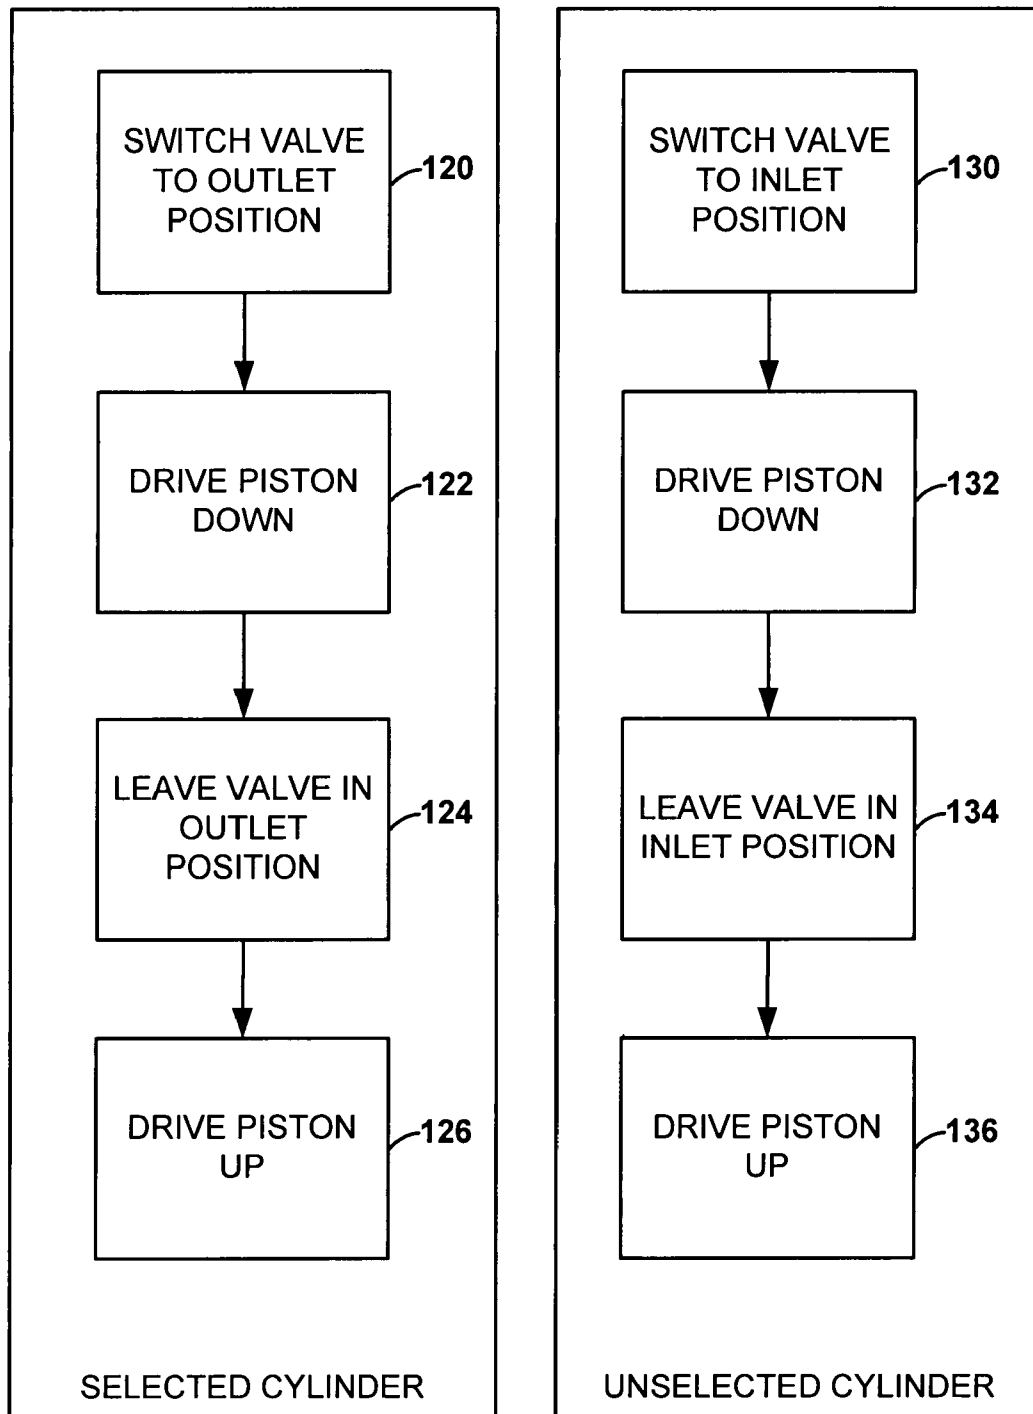 SWITCH VALVE
TO OUTLET
POSITION
120
DRIVE PISTON
DOWN
122
LEAVE VALVE IN
OUTLET
POSITION
124
DRIVE PISTON
UP
126
SELECTED CYLINDER
SWITCH VALVE
TO INLET
POSITION
130
DRIVE PISTON
DOWN
132
LEAVE VALVE IN
INLET POSITION
134
DRIVE PISTON
UP
136
UNSELECTED CYLINDER